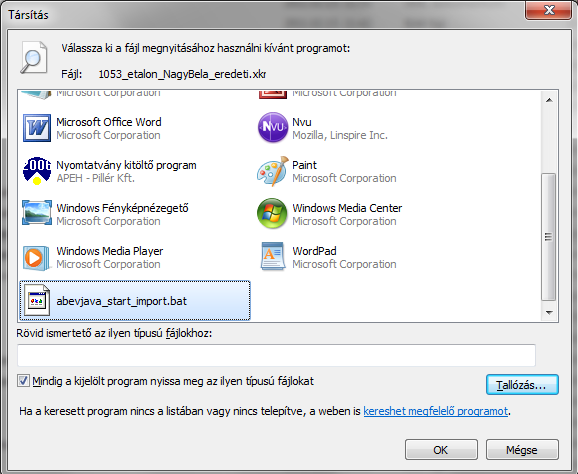 Társítás
Válassza ki a fájl megnyitásához használni kívánt programot:
Fájl: 1053_etalon_NagyBela_eredeti.xkr
Microsoft Corporation
Microsoft Corporation
Microsoft Office Word
Microsoft Corporation
Nvu
Mozilla, Linspire Inc.
Nyomtatvány kitöltő program
APEH - Pillér Kft.
Paint
Microsoft Corporation
Windows Fényképnézegető
Microsoft Corporation
Windows Media Center
Microsoft Corporation
Windows Media Player
Microsoft Corporation
WordPad
Microsoft Corporation
abevjava_start_import.bat
Rövid ismertető az ilyen típusú fájlokhoz:
Mindig a kijelölt program nyissa meg az ilyen típusú fájlokat
Tallózás...
Ha a keresett program nincs a listában vagy nincs telepítve, a weben is kereshet megfelelő programot.
OK
Mégse